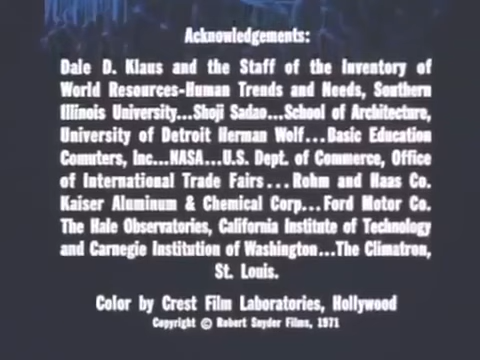 Acknowledgements:
Dale D. Klaus and the Staff of the Inventory of
World Resources-Human Trends and Needs, Southern
Illinois University...Shoji Sadao...School of Architecture,
University of Detroit Herman Wolf...Basic Education
Comuters, Inc...NASA...U.S. Dept. of Commerce, Office
of International Trade Fairs...Rohm and Haas Co.
Kaiser Aluminum & Chemical Corp...Ford Motor Co.
The Hale Observatories, California Institute of Technology
and Carnegie Institution of Washington...The Climatron,
St. Louis.
Color by Crest Film Laboratories, Hollywood
Copyright © Robert Snyder Films, 1971